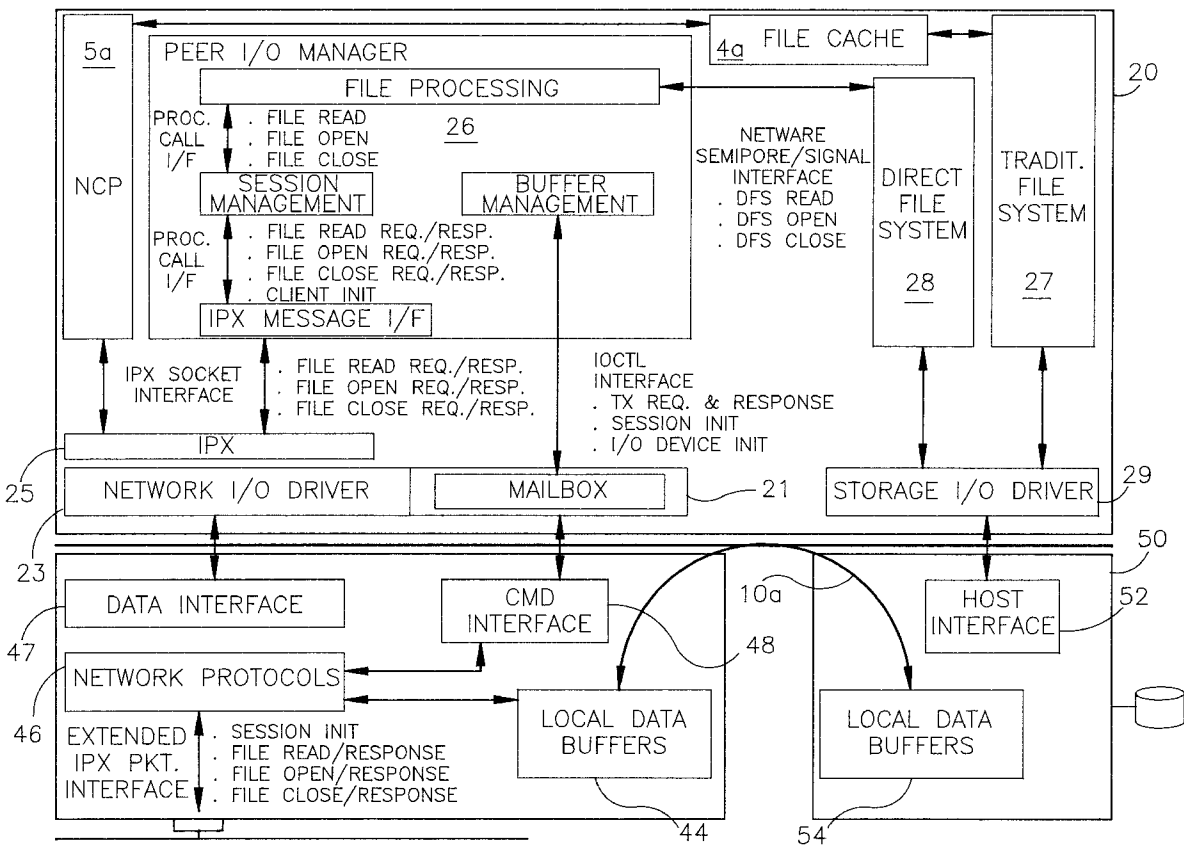 5a
NCP
PEER I/O MANAGER
FILE PROCESSING
26
PROC.
CALL
I/F
. FILE READ
. FILE OPEN
. FILE CLOSE
SESSION
MANAGEMENT
BUFFER
MANAGEMENT
PROC.
CALL
I/F
. FILE READ REQ./RESP.
. FILE OPEN REQ./RESP.
. FILE CLOSE REQ./RESP.
. CLIENT INIT
IPX MESSAGE I/F
4a
FILE CACHE
NETWARE
SEMIPORE/SIGNAL
INTERFACE
. DFS READ
. DFS OPEN
. DFS CLOSE
DIRECT
FILE
SYSTEM
28
TRADIT.
FILE
SYSTEM
27
20
IPX SOCKET
INTERFACE
. FILE READ REQ./RESP.
. FILE OPEN REQ./RESP.
. FILE CLOSE REQ./RESP.
IOCTL
INTERFACE
. TX REQ. & RESPONSE
. SESSION INIT
. I/O DEVICE INIT
IPX
25
NETWORK I/O DRIVER
MAILBOX
21
STORAGE I/O DRIVER
29
23
DATA INTERFACE
47
CMD
INTERFACE
48
10a
HOST
INTERFACE
50
52
NETWORK PROTOCOLS
46
EXTENDED
IPX PKT.
INTERFACE
. SESSION INIT
. FILE READ/RESPONSE
. FILE OPEN/RESPONSE
. FILE CLOSE/RESPONSE
LOCAL DATA
BUFFERS
44
LOCAL DATA
BUFFERS
54